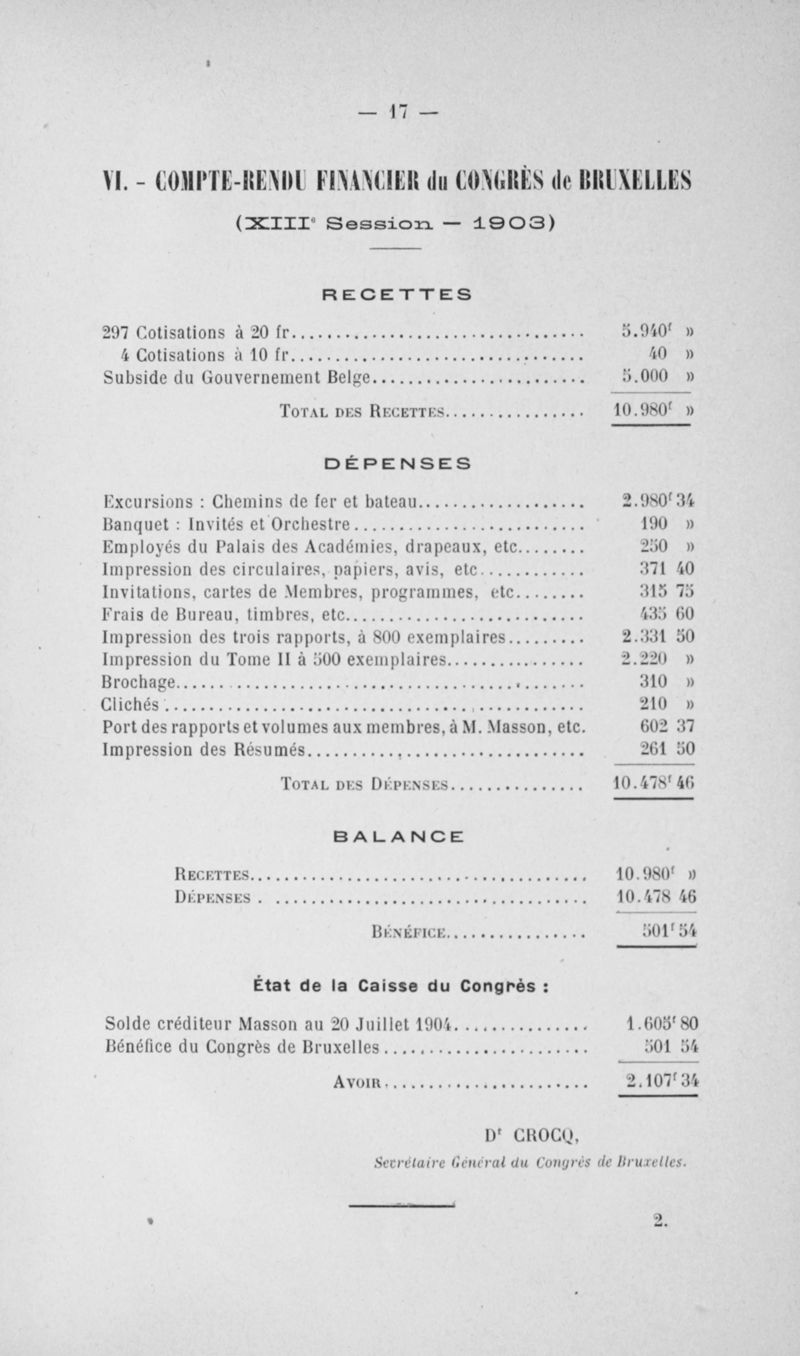 — 17 —
VI. - COMPTE-RENDU FINANCIER du CONGRÈS de BRUXELLES
(XIIIe Session — 1903)
RECETTES
297 Cotisations à 20 fr.................................. 5.940f »
4 Cotisations à 10 fr.................................. 40 »
Subside du Gouvernement Belge........................ 5.000 »
TOTAL DES RECETTES................ 10.980f »
DÉPENSES
Excursions : Chemins de fer et bateau................... 2.980f 34
Banquet : Invités et Orchestre.......................... 190 »
Employés du Palais des Académies, drapeaux, etc........ 250 »
Impression des circulaires, papiers, avis, etc............. 371 40
Invitations, cartes de Membres, programmes, etc........ 315 75
Frais de Bureau, timbres, etc........................... 435 60
Impression des trois rapports, à 800 exemplaires......... 2.331 50
Impression du Tome II à 500 exemplaires................ 2.220 »
Brochage.............................................. 310 »
Clichés............................................... 210 »
Port des rapports et volumes aux membres, à M. Masson, etc. 602 37
Impression des Résumés............................... 261 50
TOTAL DES DÉPENSES............... 10.478f 46
BALANCE
RECETTES...................................... 10.980f »
DÉPENSES . .................................... 10.478 46
BÉNÉFICE................ 501f 54
État de la Caisse du Congrès :
Solde créditeur Masson au 20 Juillet 1904................ 1.605f 80
Bénéfice du Congrès de Bruxelles........................ 501 54
AVOIR........................ 2.107f 34
Dr CROCQ,
Secrétaire Général du Congrès de Bruxelles.
2.